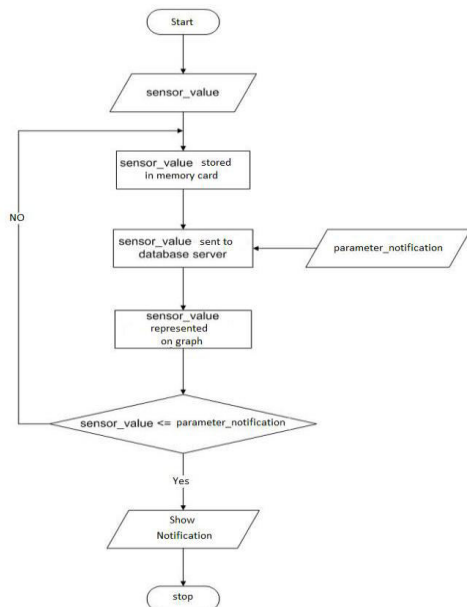 Start
sensor_value
sensor_value stored
in memory card
NO
sensor_value sent to
database server
parameter_notification
sensor_value
represented
on graph
sensor_value <= parameter_notification
Yes
Show
Notification
stop